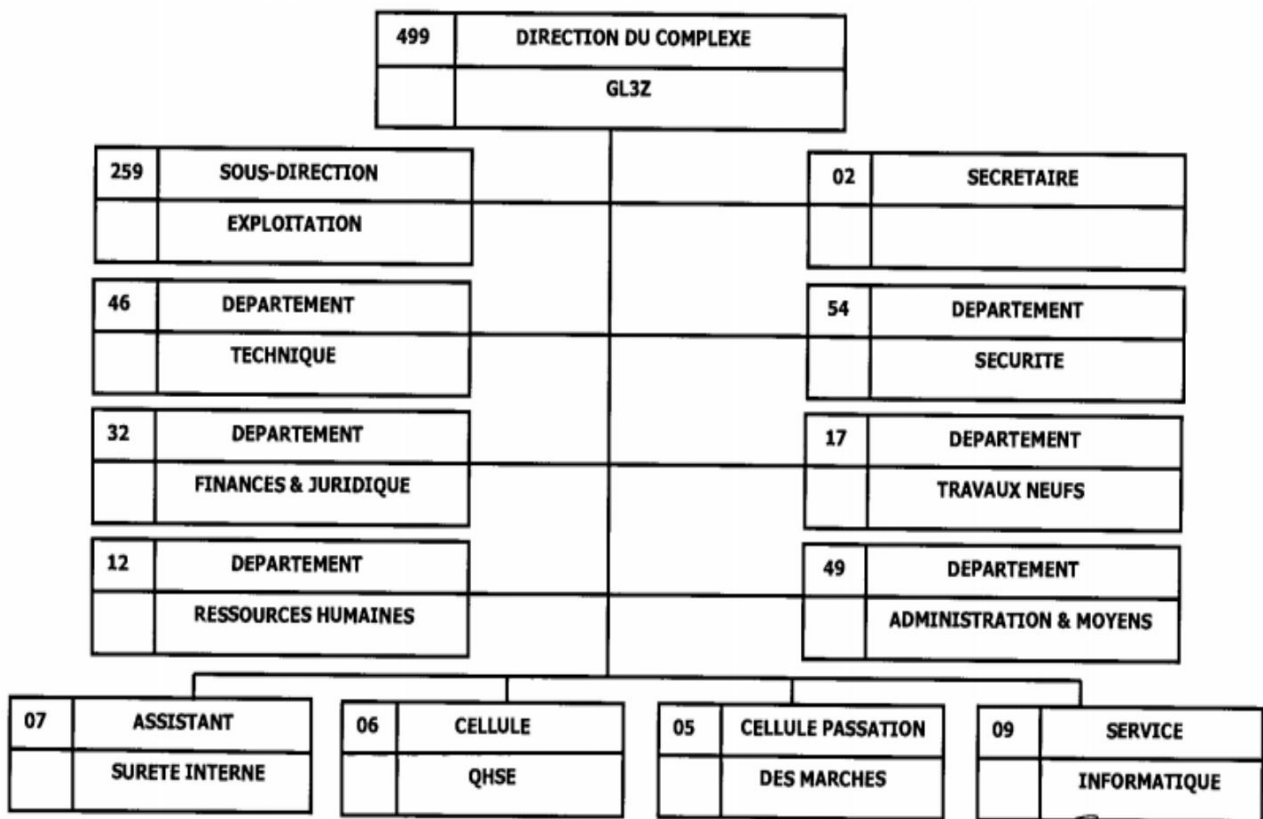 499 DIRECTION DU COMPLEXE
GL3Z
259 SOUS-DIRECTION
EXPLOITATION
02 SECRETAIRE
46 DEPARTEMENT
TECHNIQUE
54 DEPARTEMENT
SECURITE
32 DEPARTEMENT
FINANCES & JURIDIQUE
17 DEPARTEMENT
TRAVAUX NEUFS
12 DEPARTEMENT
RESSOURCES HUMAINES
49 DEPARTEMENT
ADMINISTRATION & MOYENS
07 ASSISTANT
SURETE INTERNE
06 CELLULE
QHSE
05 CELLULE PASSATION
DES MARCHES
09 SERVICE
INFORMATIQUE